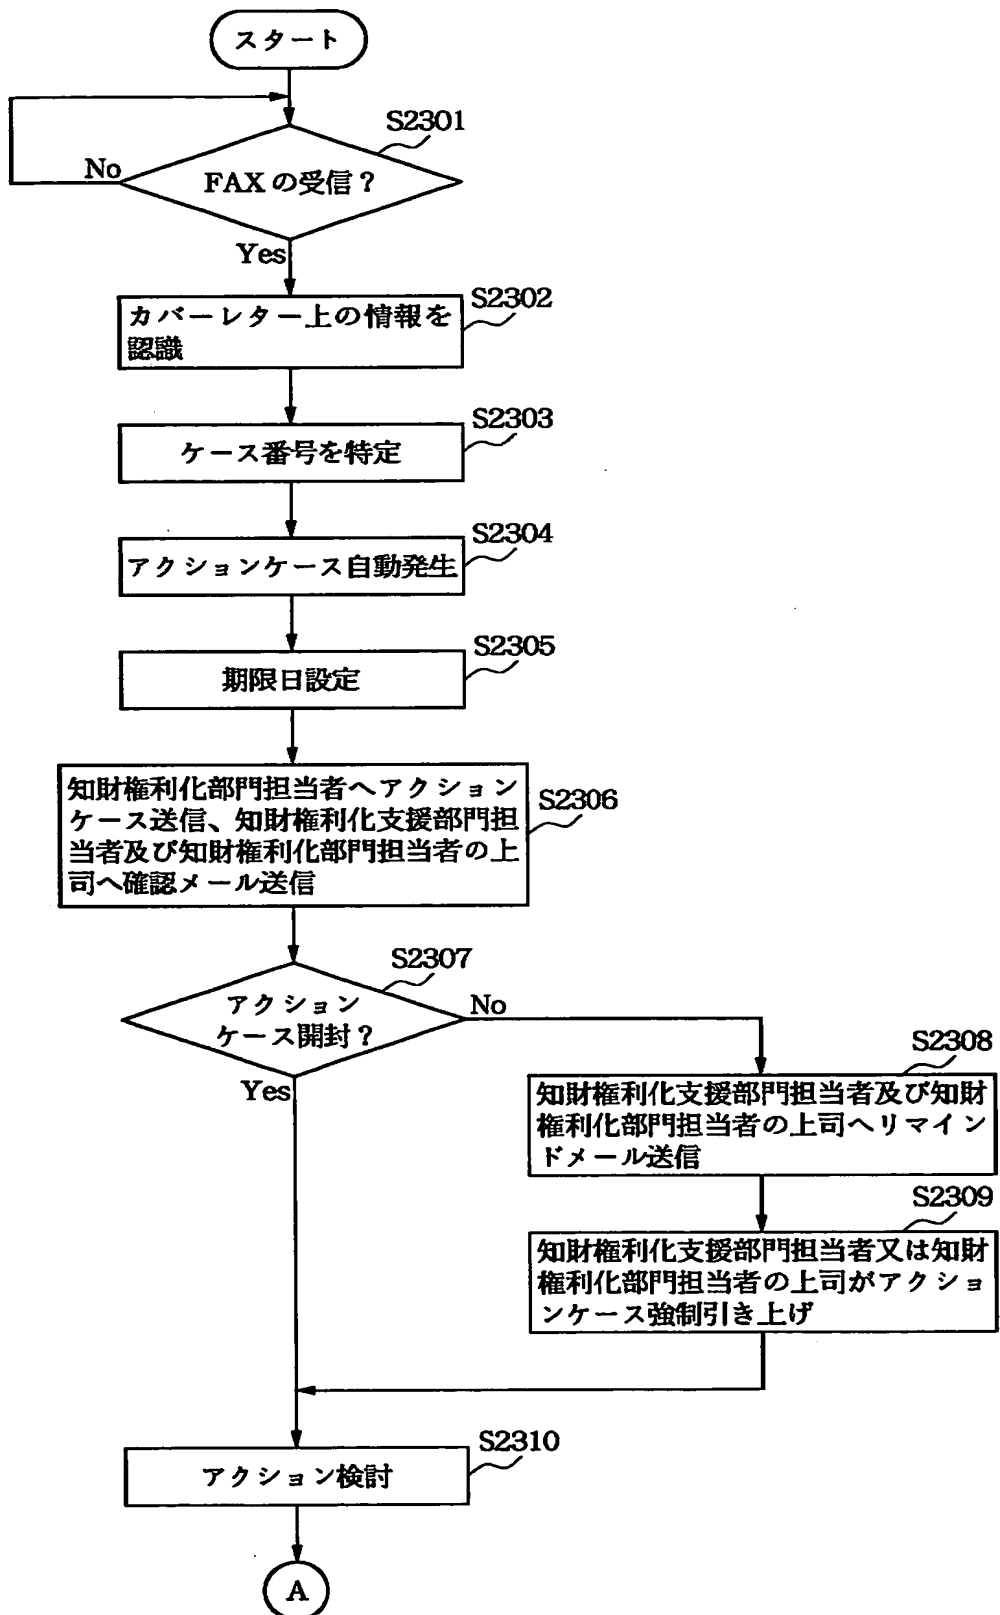 スタート
S2301
No
FAXの受信？
Yes
S2302
カバーレター上の情報を
認識
S2303
ケース番号を特定
S2304
アクションケース自動発生
S2305
期限日設定
S2306
知財権利化部門担当者へアクション
ケース送信、知財権利化支援部門担
当者及び知財権利化部門担当者の上
司へ確認メール送信
S2307
アクション
ケース開封？
No
Yes
S2308
知財権利化支援部門担当者及び知財
権利化部門担当者の上司へリマイン
ドメール送信
S2309
知財権利化支援部門担当者又は知財
権利化部門担当者の上司がアクショ
ンケース強制引き上げ
S2310
アクション検討
A